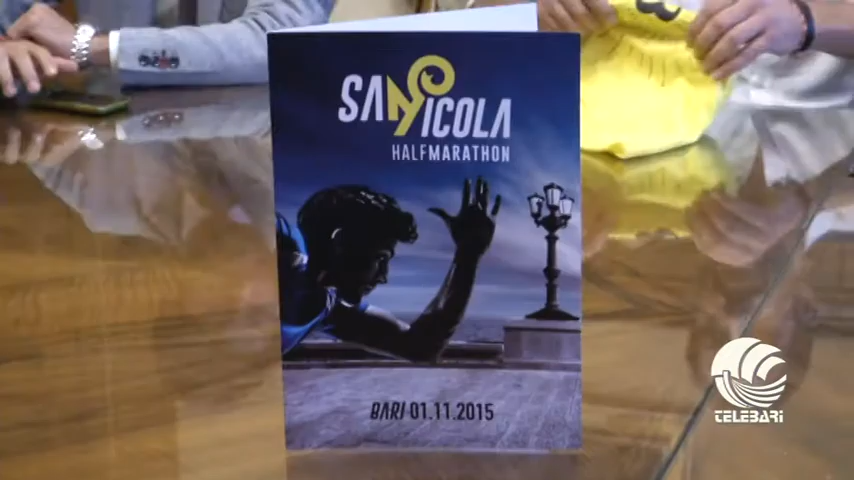 SAN NICOLA
HALFMARATHON
BARI 01.11.2015
TELEBARI